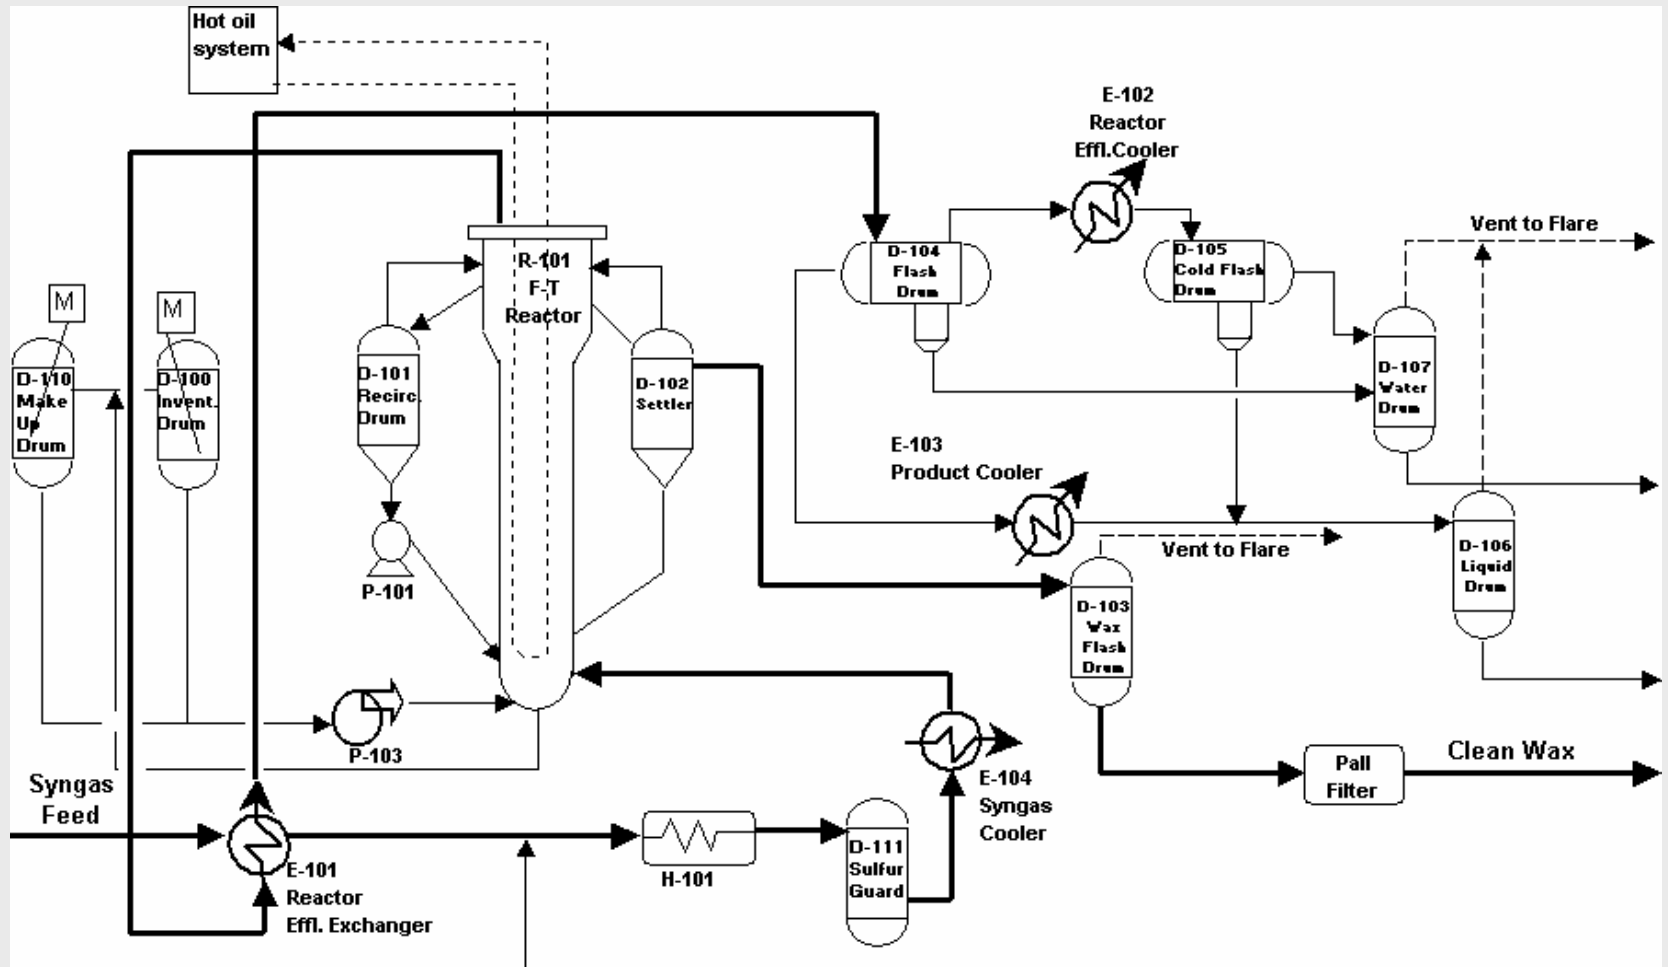 Hot oil
system
E-102
Reactor
Effl.Cooler
Vent to Flare
R-101
F-T
Reactor
D-104
Flash
Drum
D-105
Cold Flash
Drum
M
M
D-110
Make
Up
Drum
D-100
Invent.
Drum
D-101
Recirc.
Drum
D-102
Settler
D-107
Water
Drum
E-103
Product Cooler
Vent to Flare
D-106
Liquid
Drum
P-101
D-103
Wax
Flash
Drum
P-103
Syngas
Feed
E-104
Syngas
Cooler
Pall
Filter
Clean Wax
E-101
Reactor
Effl. Exchanger
H-101
D-111
Sulfur
Guard